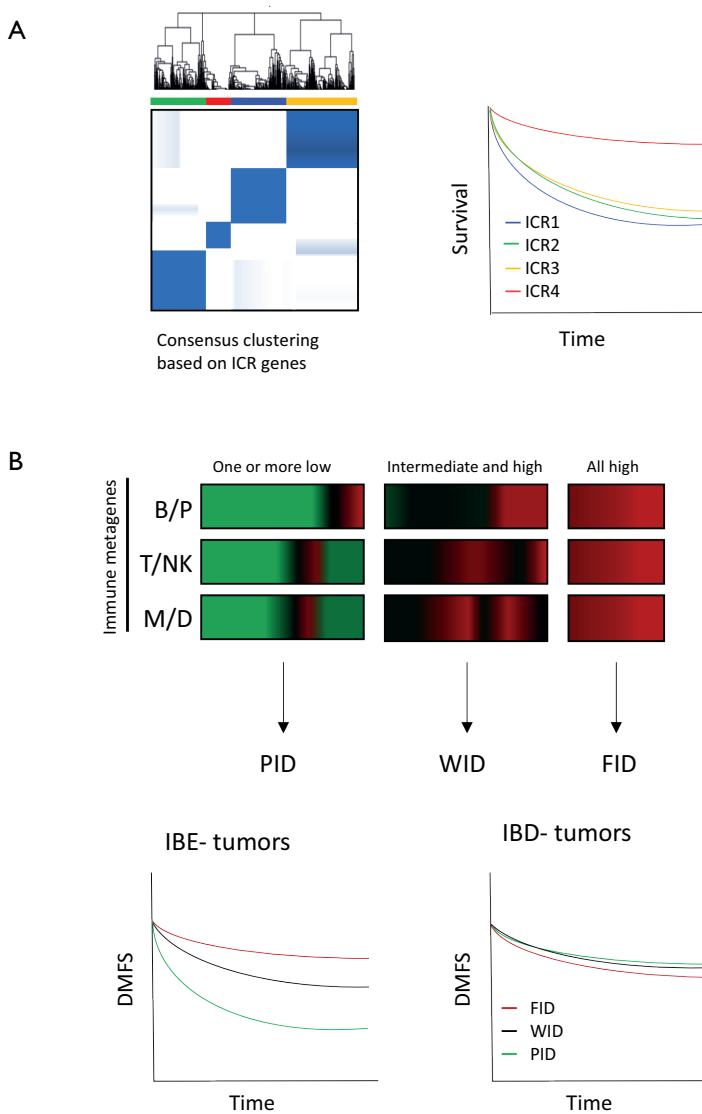 A
Consensus clustering
based on ICR genes
Survival
ICR1
ICR2
ICR3
ICR4
Time
B
Immune metagenes
One or more low
Intermediate and high
All high
B/P
T/NK
M/D
PID
WID
FID
IBE- tumors
DMFS
Time
IBD- tumors
DMFS
FID
WID
PID
Time